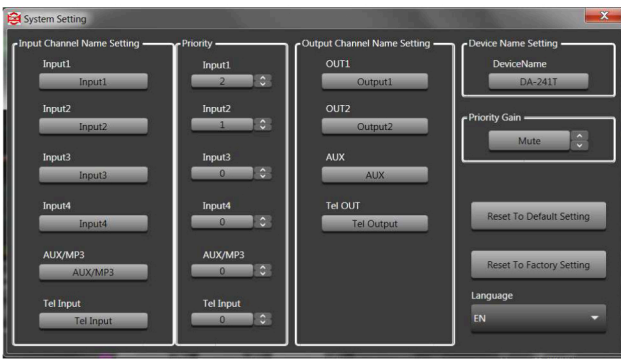 System Setting
Input Channel Name Setting
Input1
Input1
Input2
Input2
Input3
Input3
Input4
Input4
AUX/MP3
AUX/MP3
Tel Input
Tel Input
Priority
Input1
2
Input2
1
Input3
0
Input4
0
AUX/MP3
0
Tel Input
0
Output Channel Name Setting
OUT1
Output1
OUT2
Output2
AUX
AUX
Tel OUT
Tel Output
Device Name Setting
DeviceName
DA-241T
Priority Gain
Mute
Reset To Default Setting
Reset To Factory Setting
Language
EN